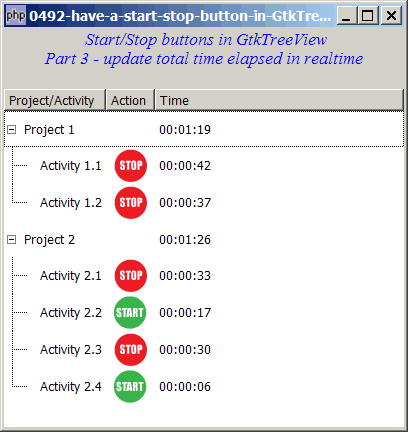 php 0492-have-a-start-stop-button-in-GtkTre...
Start/Stop buttons in GtkTreeView
Part 3 - update total time elapsed in realtime
Project/Activity Action Time
Project 1 00:01:19
Activity 1.1 STOP 00:00:42
Activity 1.2 STOP 00:00:37
Project 2 00:01:26
Activity 2.1 STOP 00:00:33
Activity 2.2 START 00:00:17
Activity 2.3 STOP 00:00:30
Activity 2.4 START 00:00:06